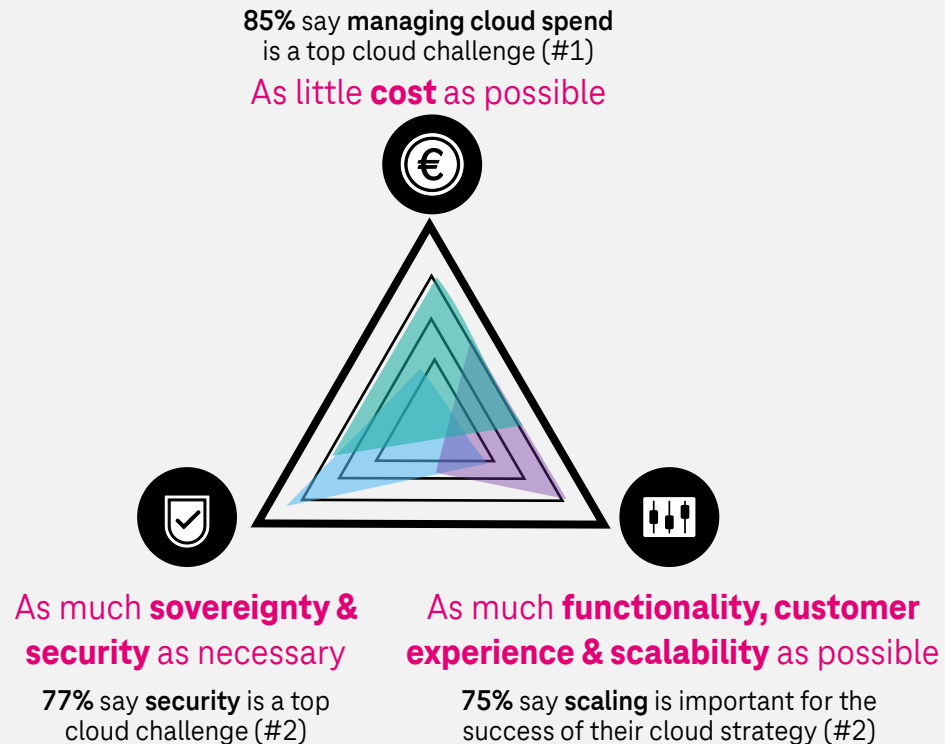 85% say managing cloud spend
is a top cloud challenge (#1)
As little cost as possible
€
As much sovereignty &
security as necessary
77% say security is a top
cloud challenge (#2)
As much functionality, customer
experience & scalability as possible
75% say scaling is important for the
success of their cloud strategy (#2)